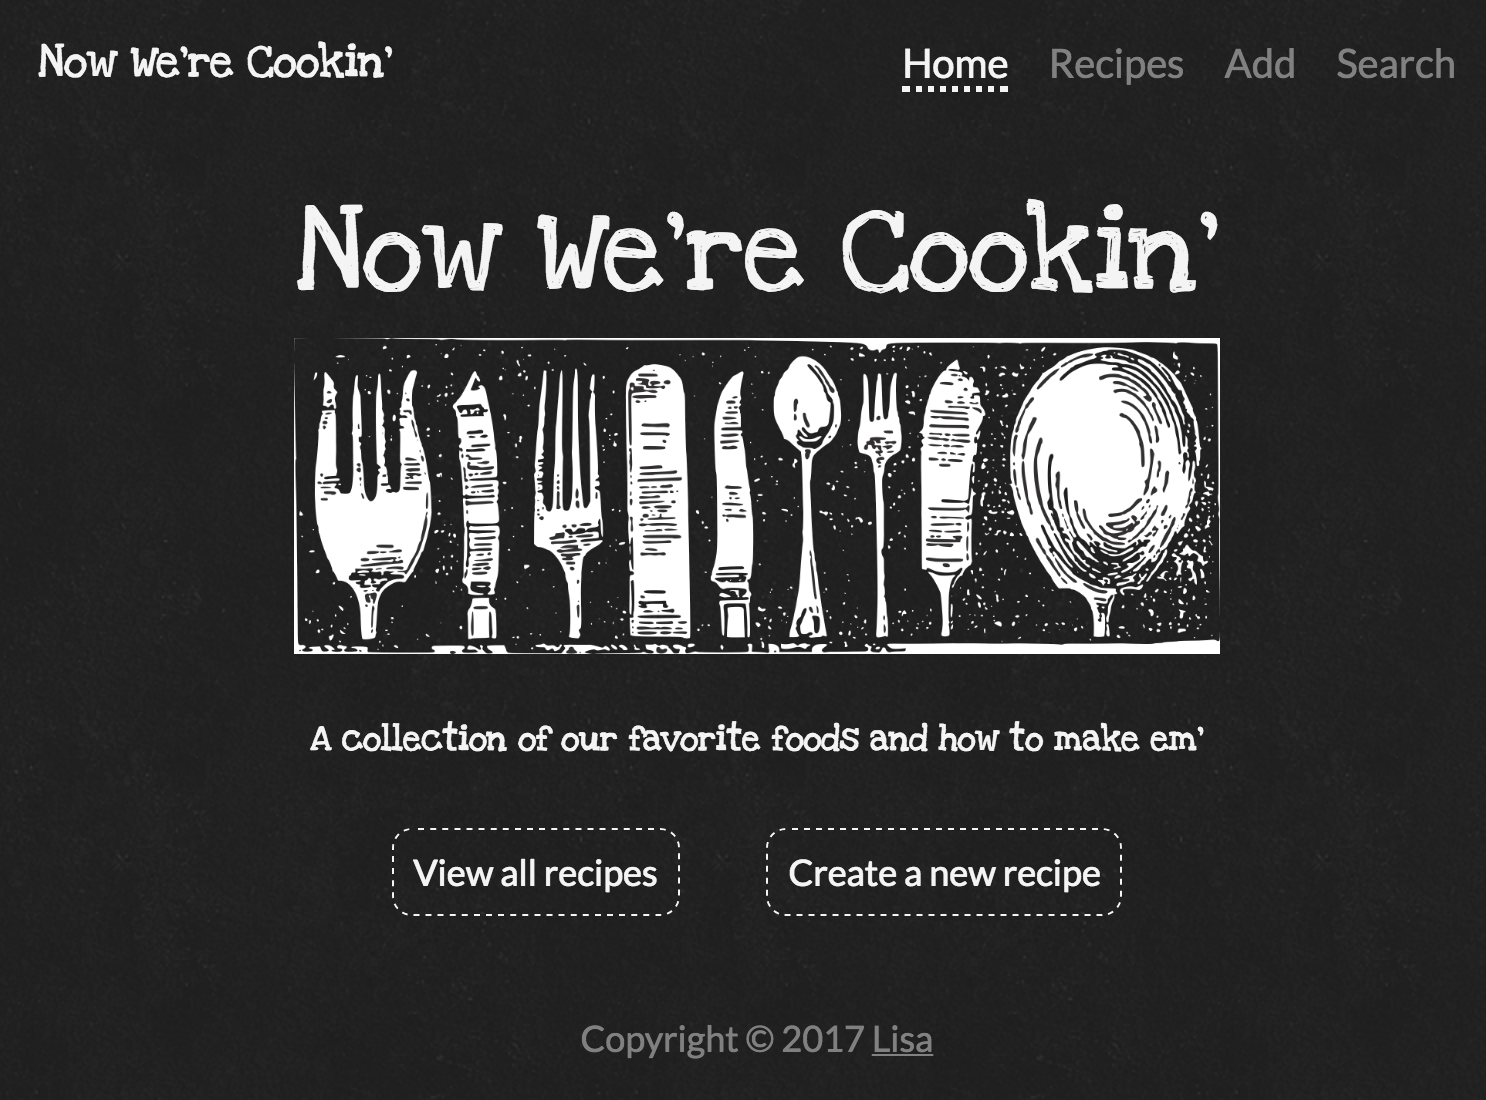 Now We're Cookin'
Home Recipes Add Search
Now We're Cookin'
A collection of our favorite foods and how to make em'
View all recipes
Create a new recipe
Copyright © 2017 Lisa